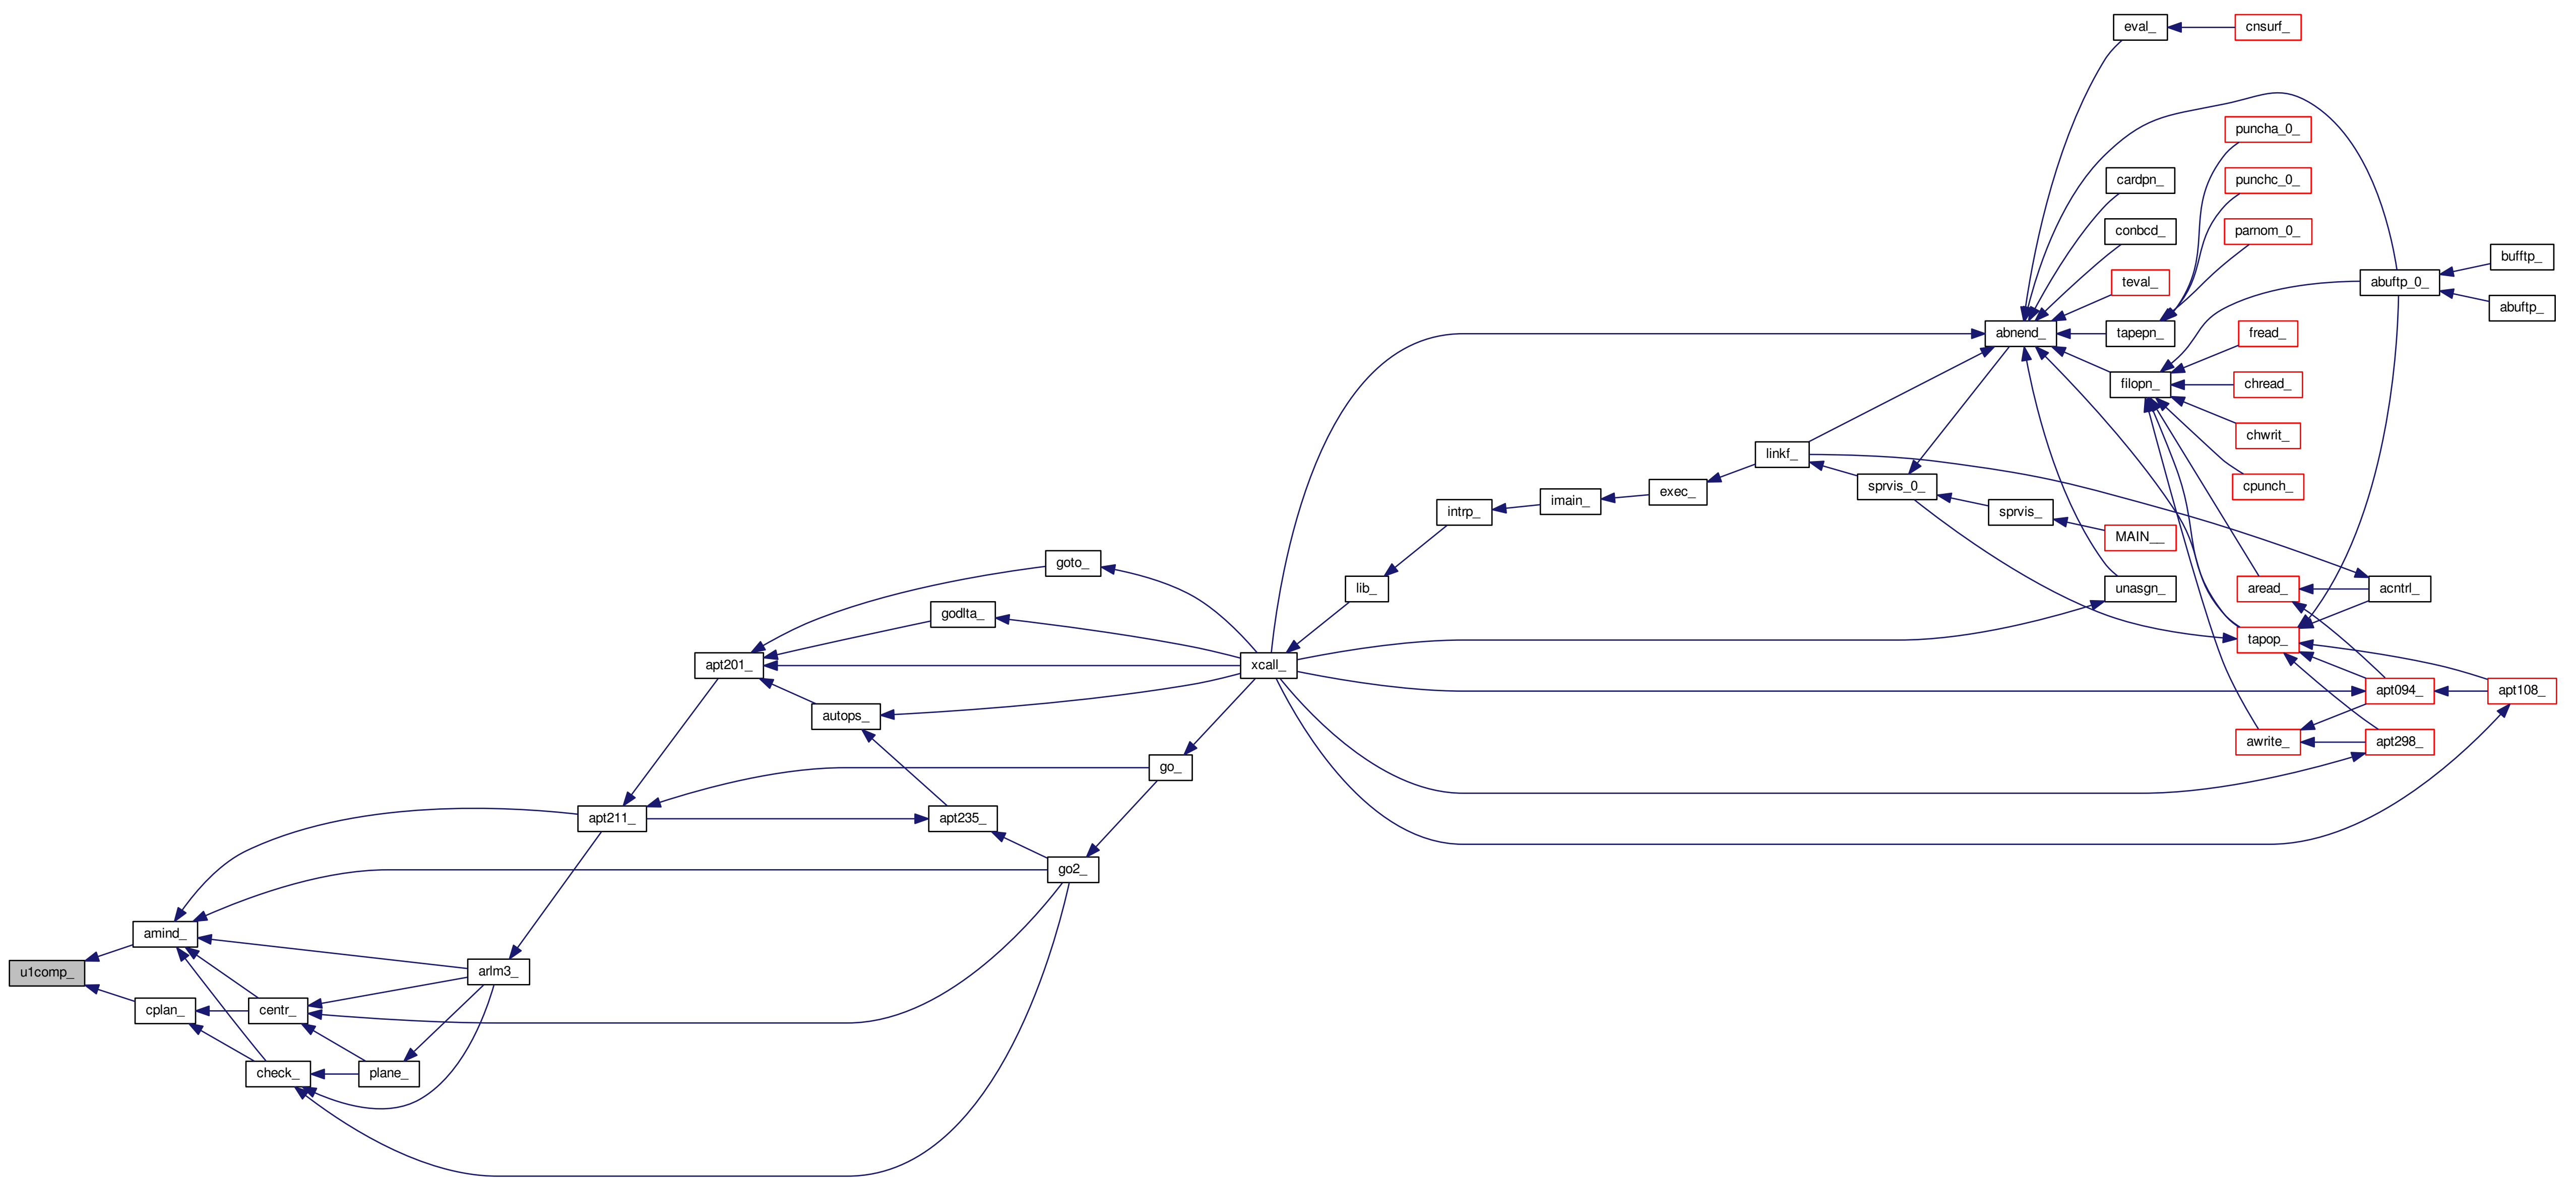 eval_
cnsurf_
puncha_0_
cardpn_
punchc_0_
conbcd_
parnom_0_
bufftp_
teval_
abuftp_0_
abuftp_
abnend_
tapepn_
fread_
filopn_
chread_
chwrit_
linkf_
sprvis_0_
cpunch_
exec_
imain_
intrp_
sprvis_
MAIN__
goto_
lib_
unasgn_
aread_
acntrl_
godlta_
tapop_
apt201_
xcall_
apt094_
apt108_
autops_
awrite_
apt298_
go_
apt211_
apt235_
go2_
amind_
u1comp_
arlm3_
cplan_
centr_
check_
plane_